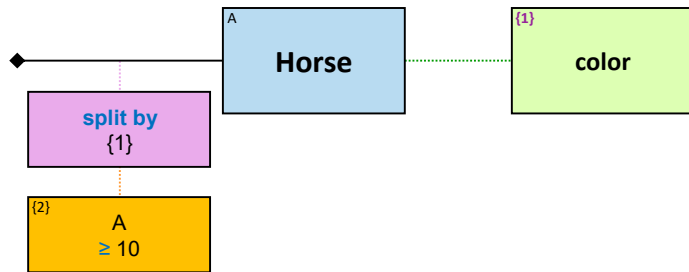 A
Horse
{1}
color
split by
{1}
{2}
A
≥ 10